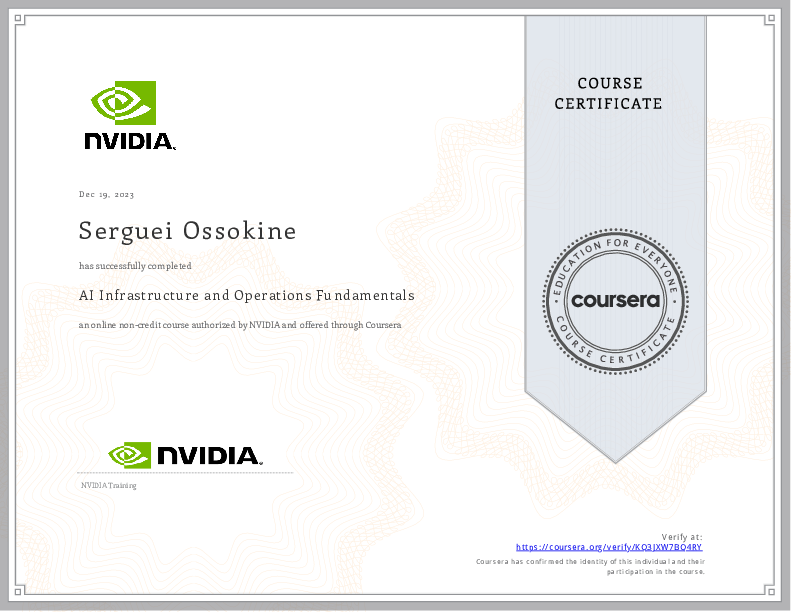 COURSE
CERTIFICATE
NVIDIA.
Dec 19, 2023
Serguei Ossokine
has successfully completed
AI Infrastructure and Operations Fundamentals
an online non-credit course authorized by NVIDIA and offered through Coursera
EDUCATION FOR EVERYONE
coursera
COURSE CERTIFICATE
NVIDIA.
NVIDIA Training
Verify at:
https://coursera.org/verify/KQ3JXW7BQ4RY
Coursera has confirmed the identity of this individual and their
participation in the course.